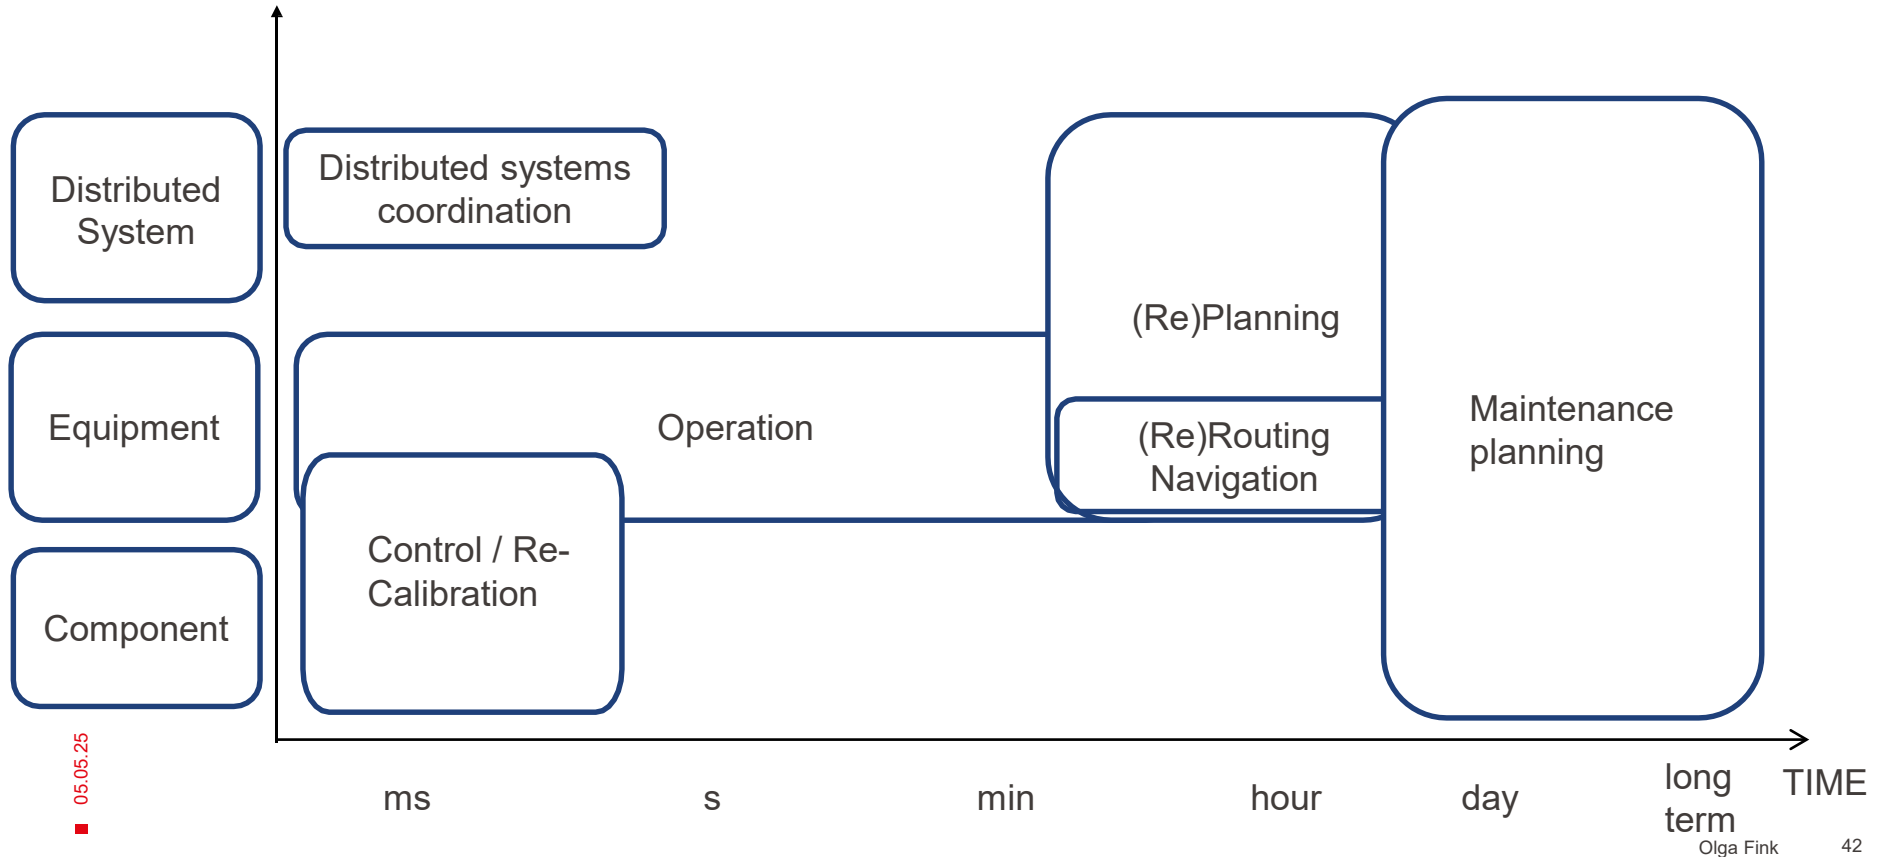 Distributed
System
Distributed systems
coordination
(Re)Planning
Equipment
Operation
(Re)Routing
Navigation
Maintenance
planning
Control / Re-
Calibration
Component
05.05.25
ms
s
min
hour
day
long
term
TIME
Olga Fink
42